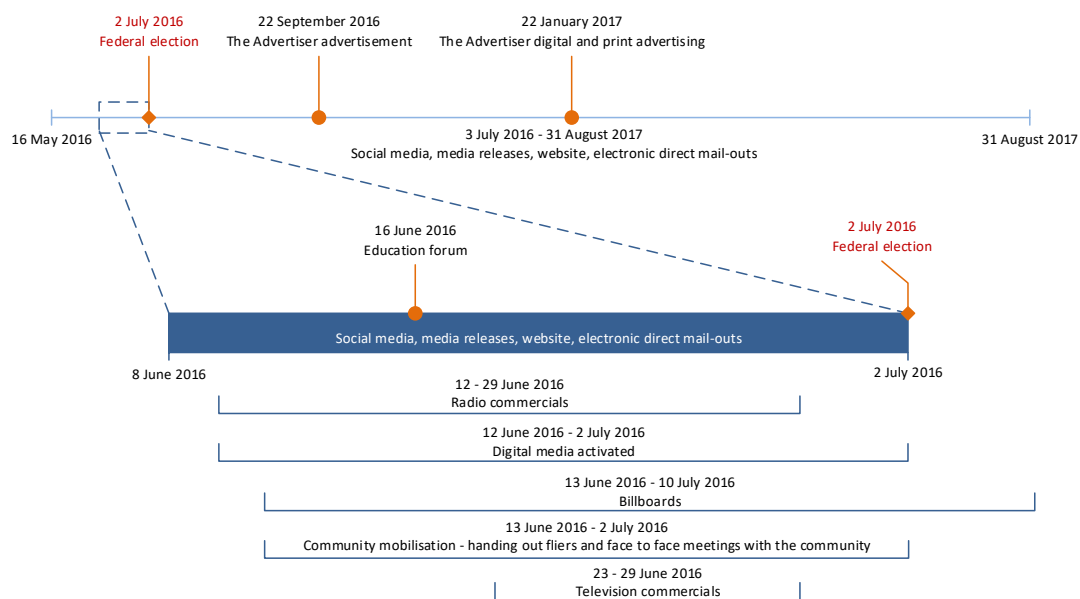 2 July 2016
Federal election
22 September 2016
The Advertiser advertisement
22 January 2017
The Advertiser digital and print advertising
16 May 2016
3 July 2016 - 31 August 2017
Social media, media releases, website, electronic direct mail-outs
31 August 2017
16 June 2016
Education forum
2 July 2016
Federal election
Social media, media releases, website, electronic direct mail-outs
8 June 2016
2 July 2016
12 - 29 June 2016
Radio commercials
12 June 2016 - 2 July 2016
Digital media activated
13 June 2016 - 10 July 2016
Billboards
13 June 2016 - 2 July 2016
Community mobilisation - handing out fliers and face to face meetings with the community
23 - 29 June 2016
Television commercials